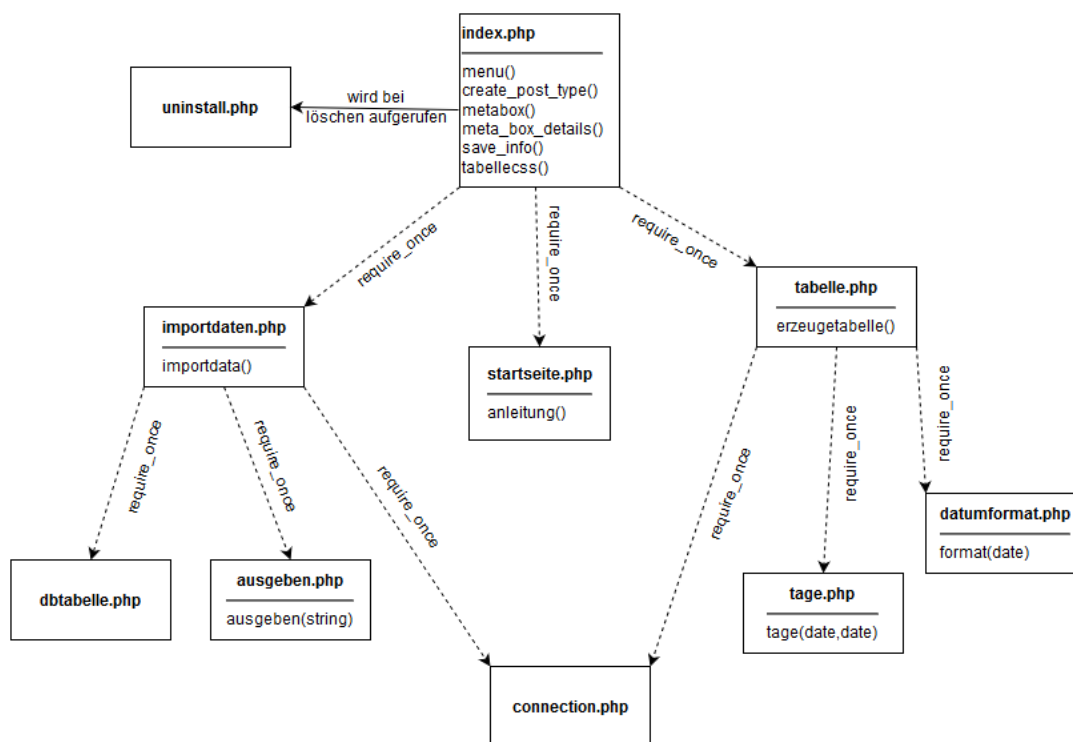 index.php
menu()
create_post_type()
metabox()
meta_box_details()
save_info()
tabellecss()
uninstall.php
wird bei
löschen aufgerufen
require_once
require_once
require_once
tabelle.php
erzeugetabelle()
importdaten.php
importdata()
startseite.php
anleitung()
require_once
require_once
require_once
require_once
require_once
require_once
datumformat.php
format(date)
dbtabelle.php
ausgeben.php
ausgeben(string)
tage.php
tage(date,date)
connection.php